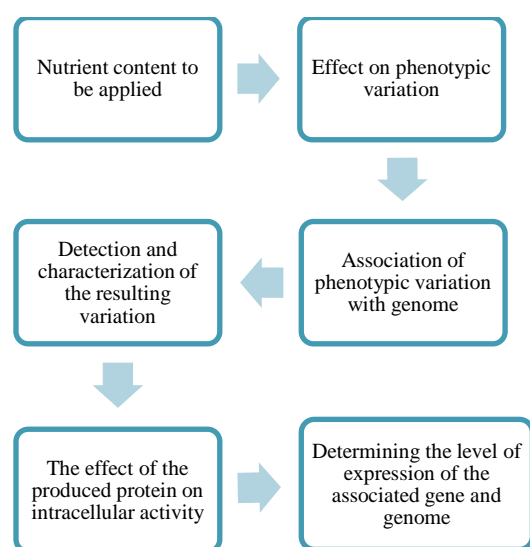 Nutrient content to
be applied
Effect on phenotypic
variation
Association of
phenotypic variation
with genome
Detection and
characterization of
the resulting
variation
The effect of the
produced protein on
intracellular activity
Determining the level of
expression of the
associated gene and
genome